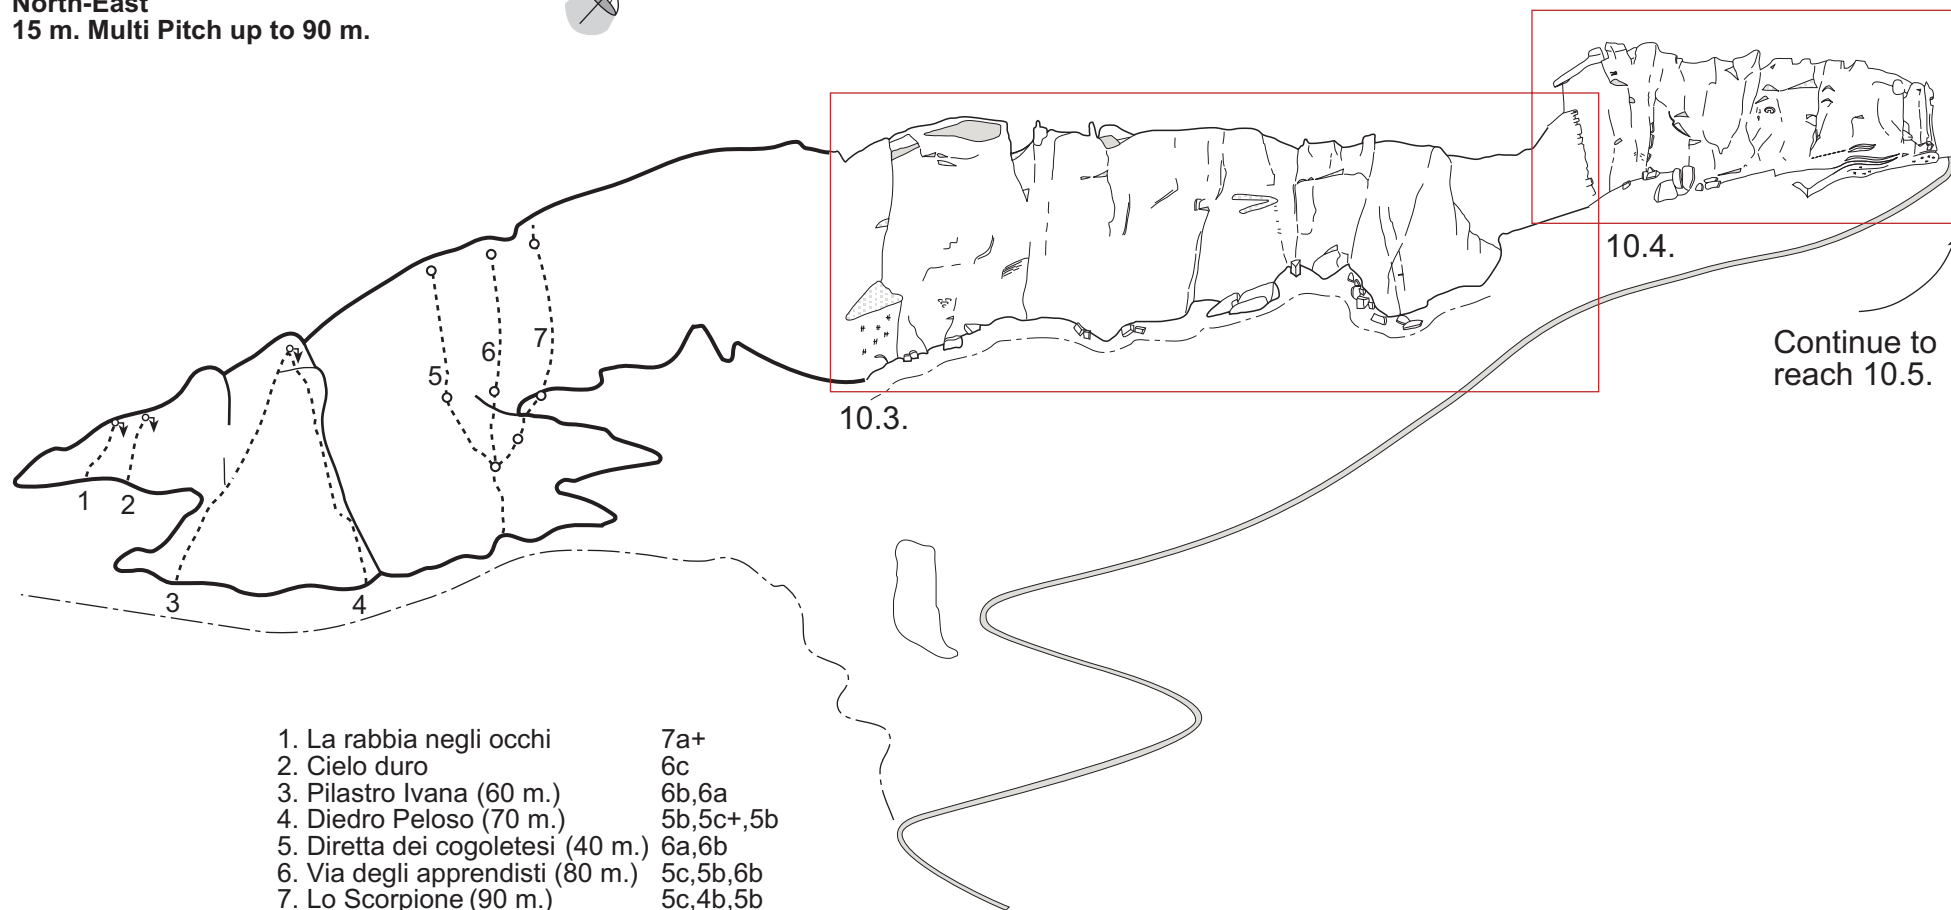 North-East
15 m. Multi Pitch up to 90 m.
10.4.
Continue to
reach 10.5.
10.3.
7
6
5
1
2
3
4
1. La rabbia negli occhi 7a+
2. Cielo duro 6c
3. Pilastro Ivana (60 m.) 6b,6a
4. Diedro Peloso (70 m.) 5b,5c+,5b
5. Diretta dei cogoletesi (40 m.) 6a,6b
6. Via degli apprendisti (80 m.) 5c,5b,6b
7. Lo Scorpione (90 m.) 5c,4b,5b